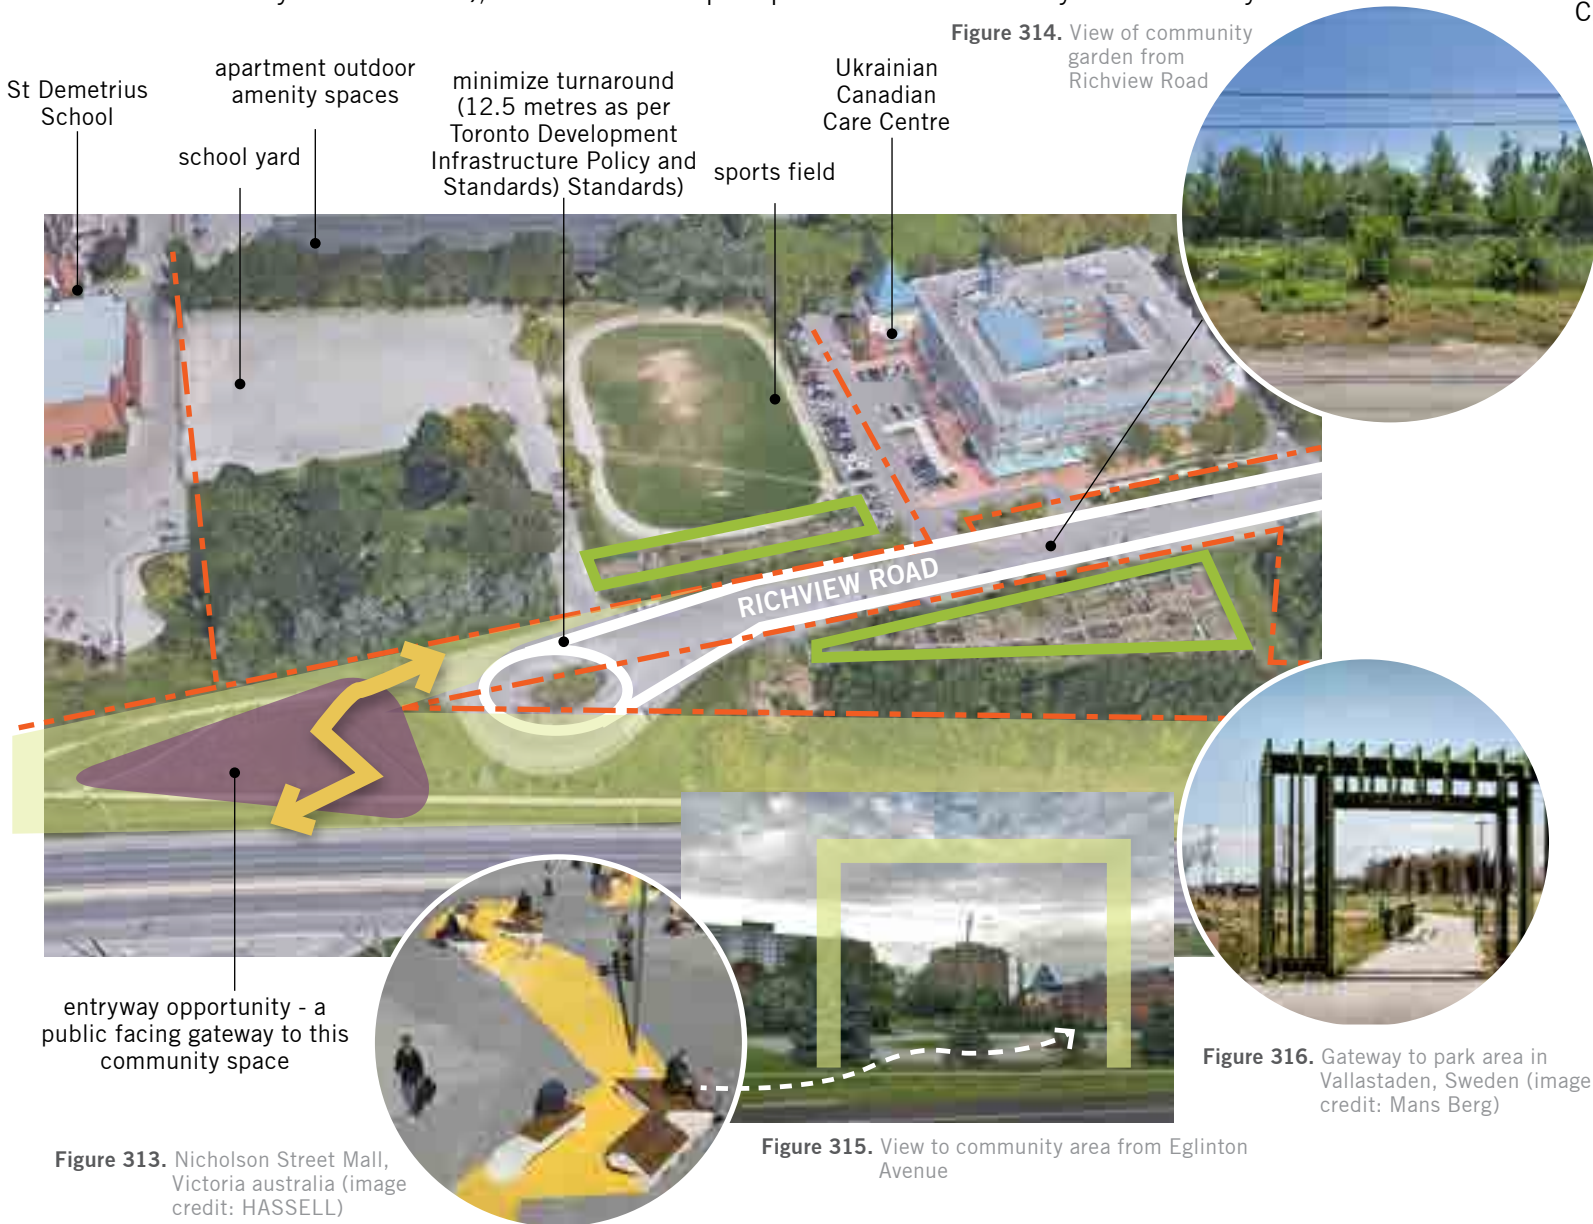 C
Figure 314. View of community
garden from
Richview Road
St Demetrius
School
apartment outdoor
amenity spaces
school yard
minimize turnaround
(12.5 metres as per
Toronto Development
Infrastructure Policy and
Standards) Standards)
sports field
Ukrainian
Canadian
Care Centre
RICHVIEW ROAD
entryway opportunity - a
public facing gateway to this
community space
Figure 313. Nicholson Street Mall,
Victoria australia (image
credit: HASSELL)
Figure 315. View to community area from Eglinton
Avenue
Figure 316. Gateway to park area in
Vallastaden, Sweden (image
credit: Mans Berg)